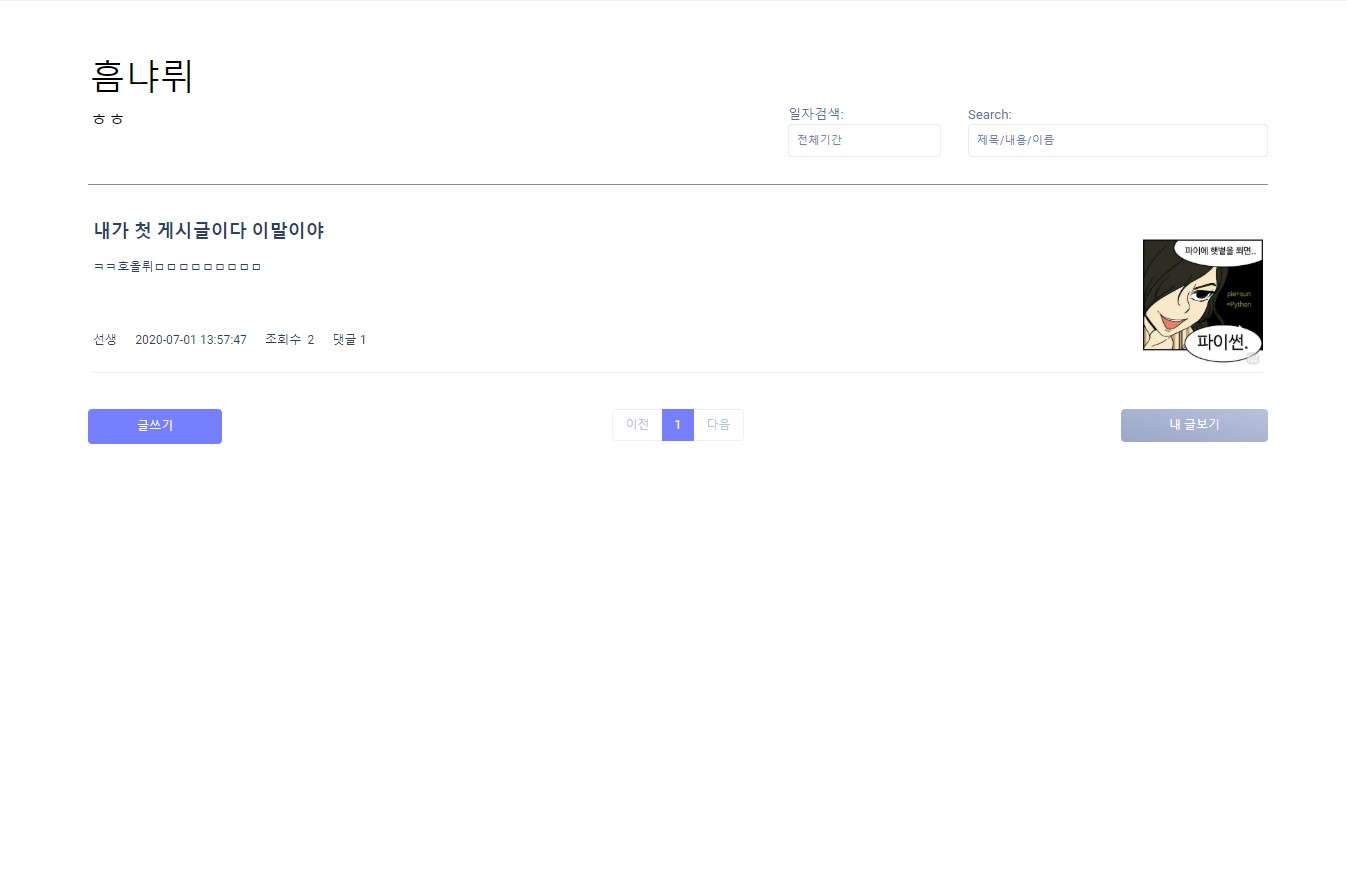 흠냐뤼
ㅎㅎ
일자검색:
전체기간
Search:
제목/내용/이름
내가 첫 게시글이다 이말이야
ㅋㅋ호올뤼ㅁㅁㅁㅁㅁㅁㅁㅁㅁ
선생 2020-07-01 13:57:47 조회수 2 댓글 1
파이에 햇볕을 쬐면..
pie+sun
=Python
파이썬.
글쓰기
이전 1 다음
내 글보기